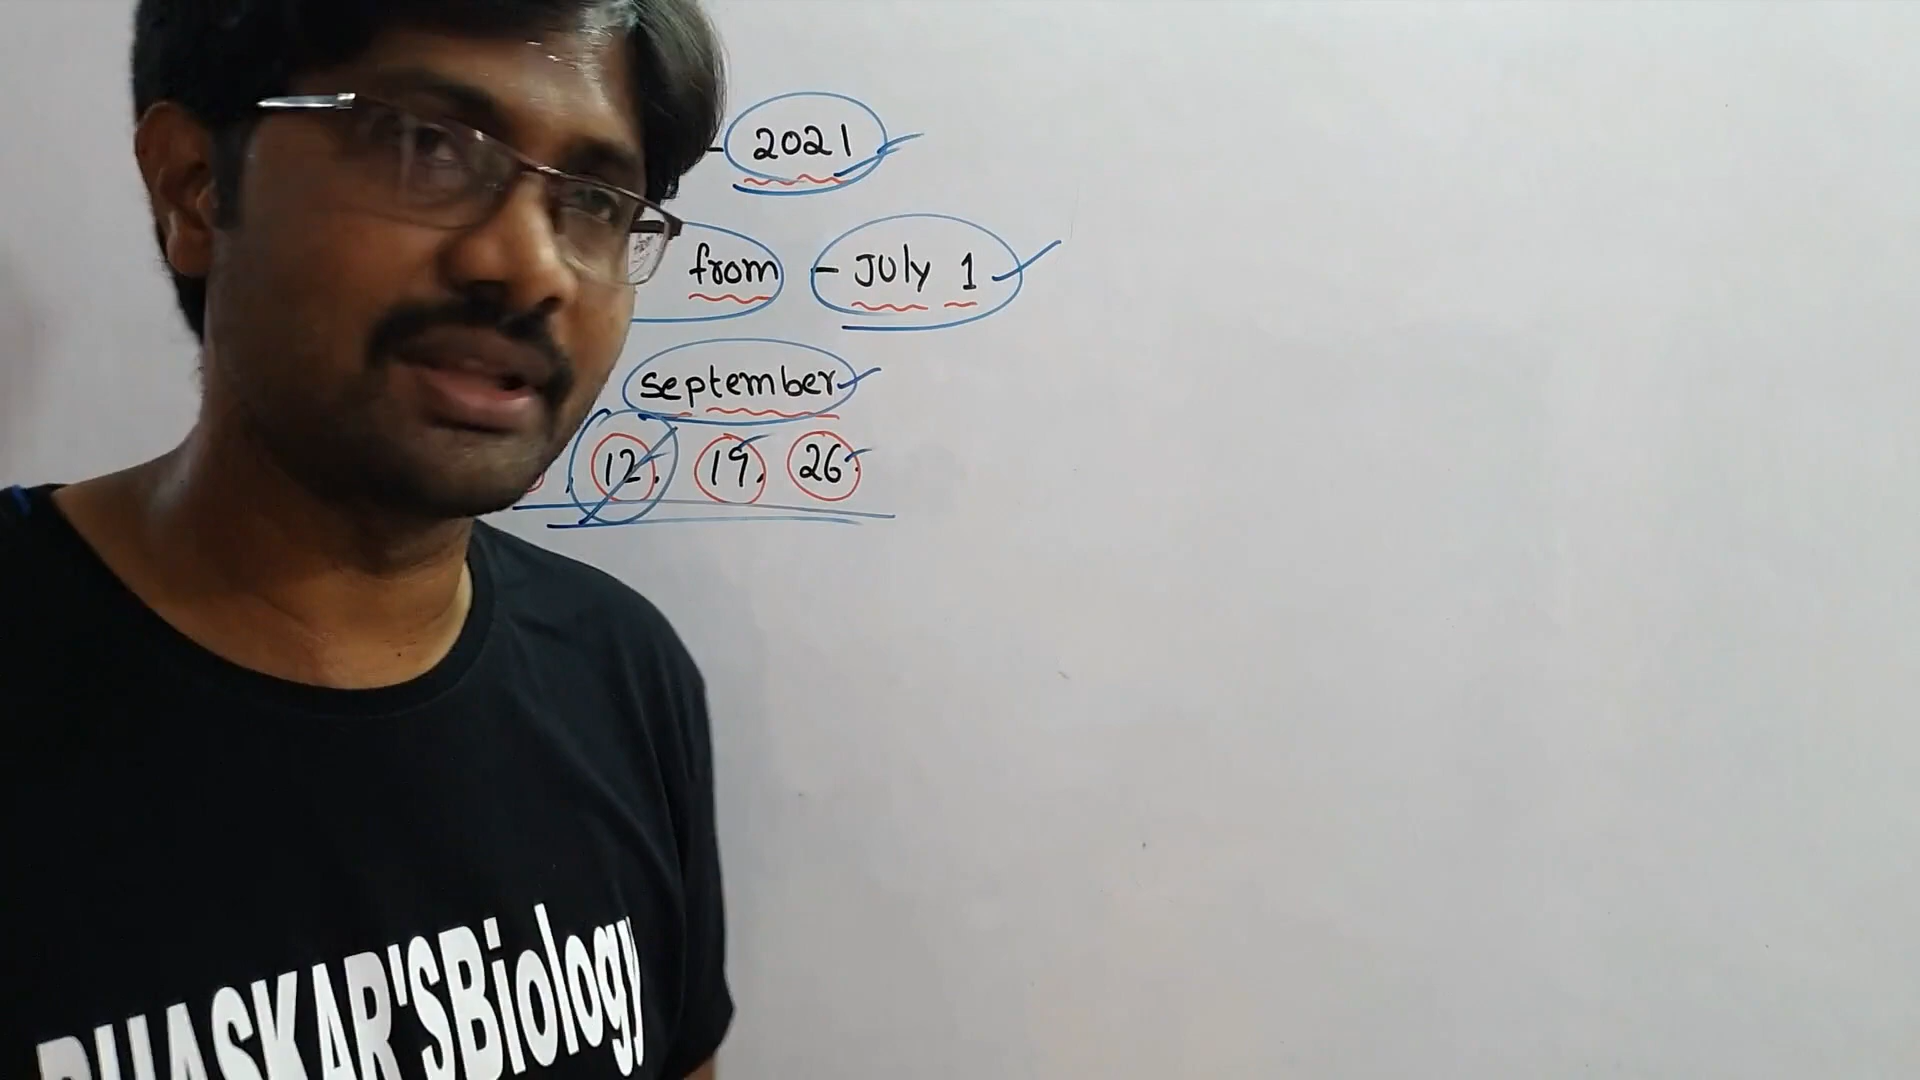 - 2021
from - JUly 1
september
12. 19. 26.
BHASKAR'SBiology